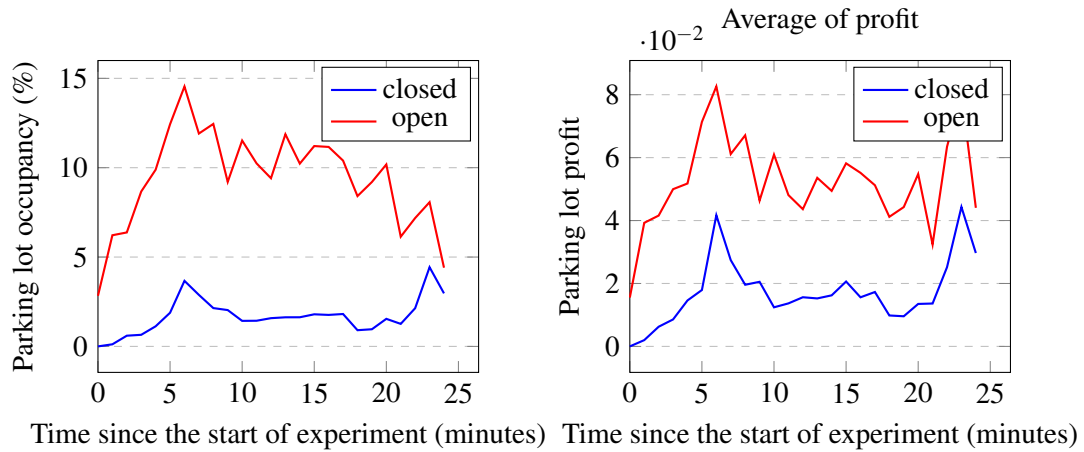 Parking lot occupancy (%)
15
10
5
0
closed
open
0 5 10 15 20 25
Time since the start of experiment (minutes)
Average of profit
·10⁻²
Parking lot profit
8
6
4
2
0
closed
open
0 5 10 15 20 25
Time since the start of experiment (minutes)